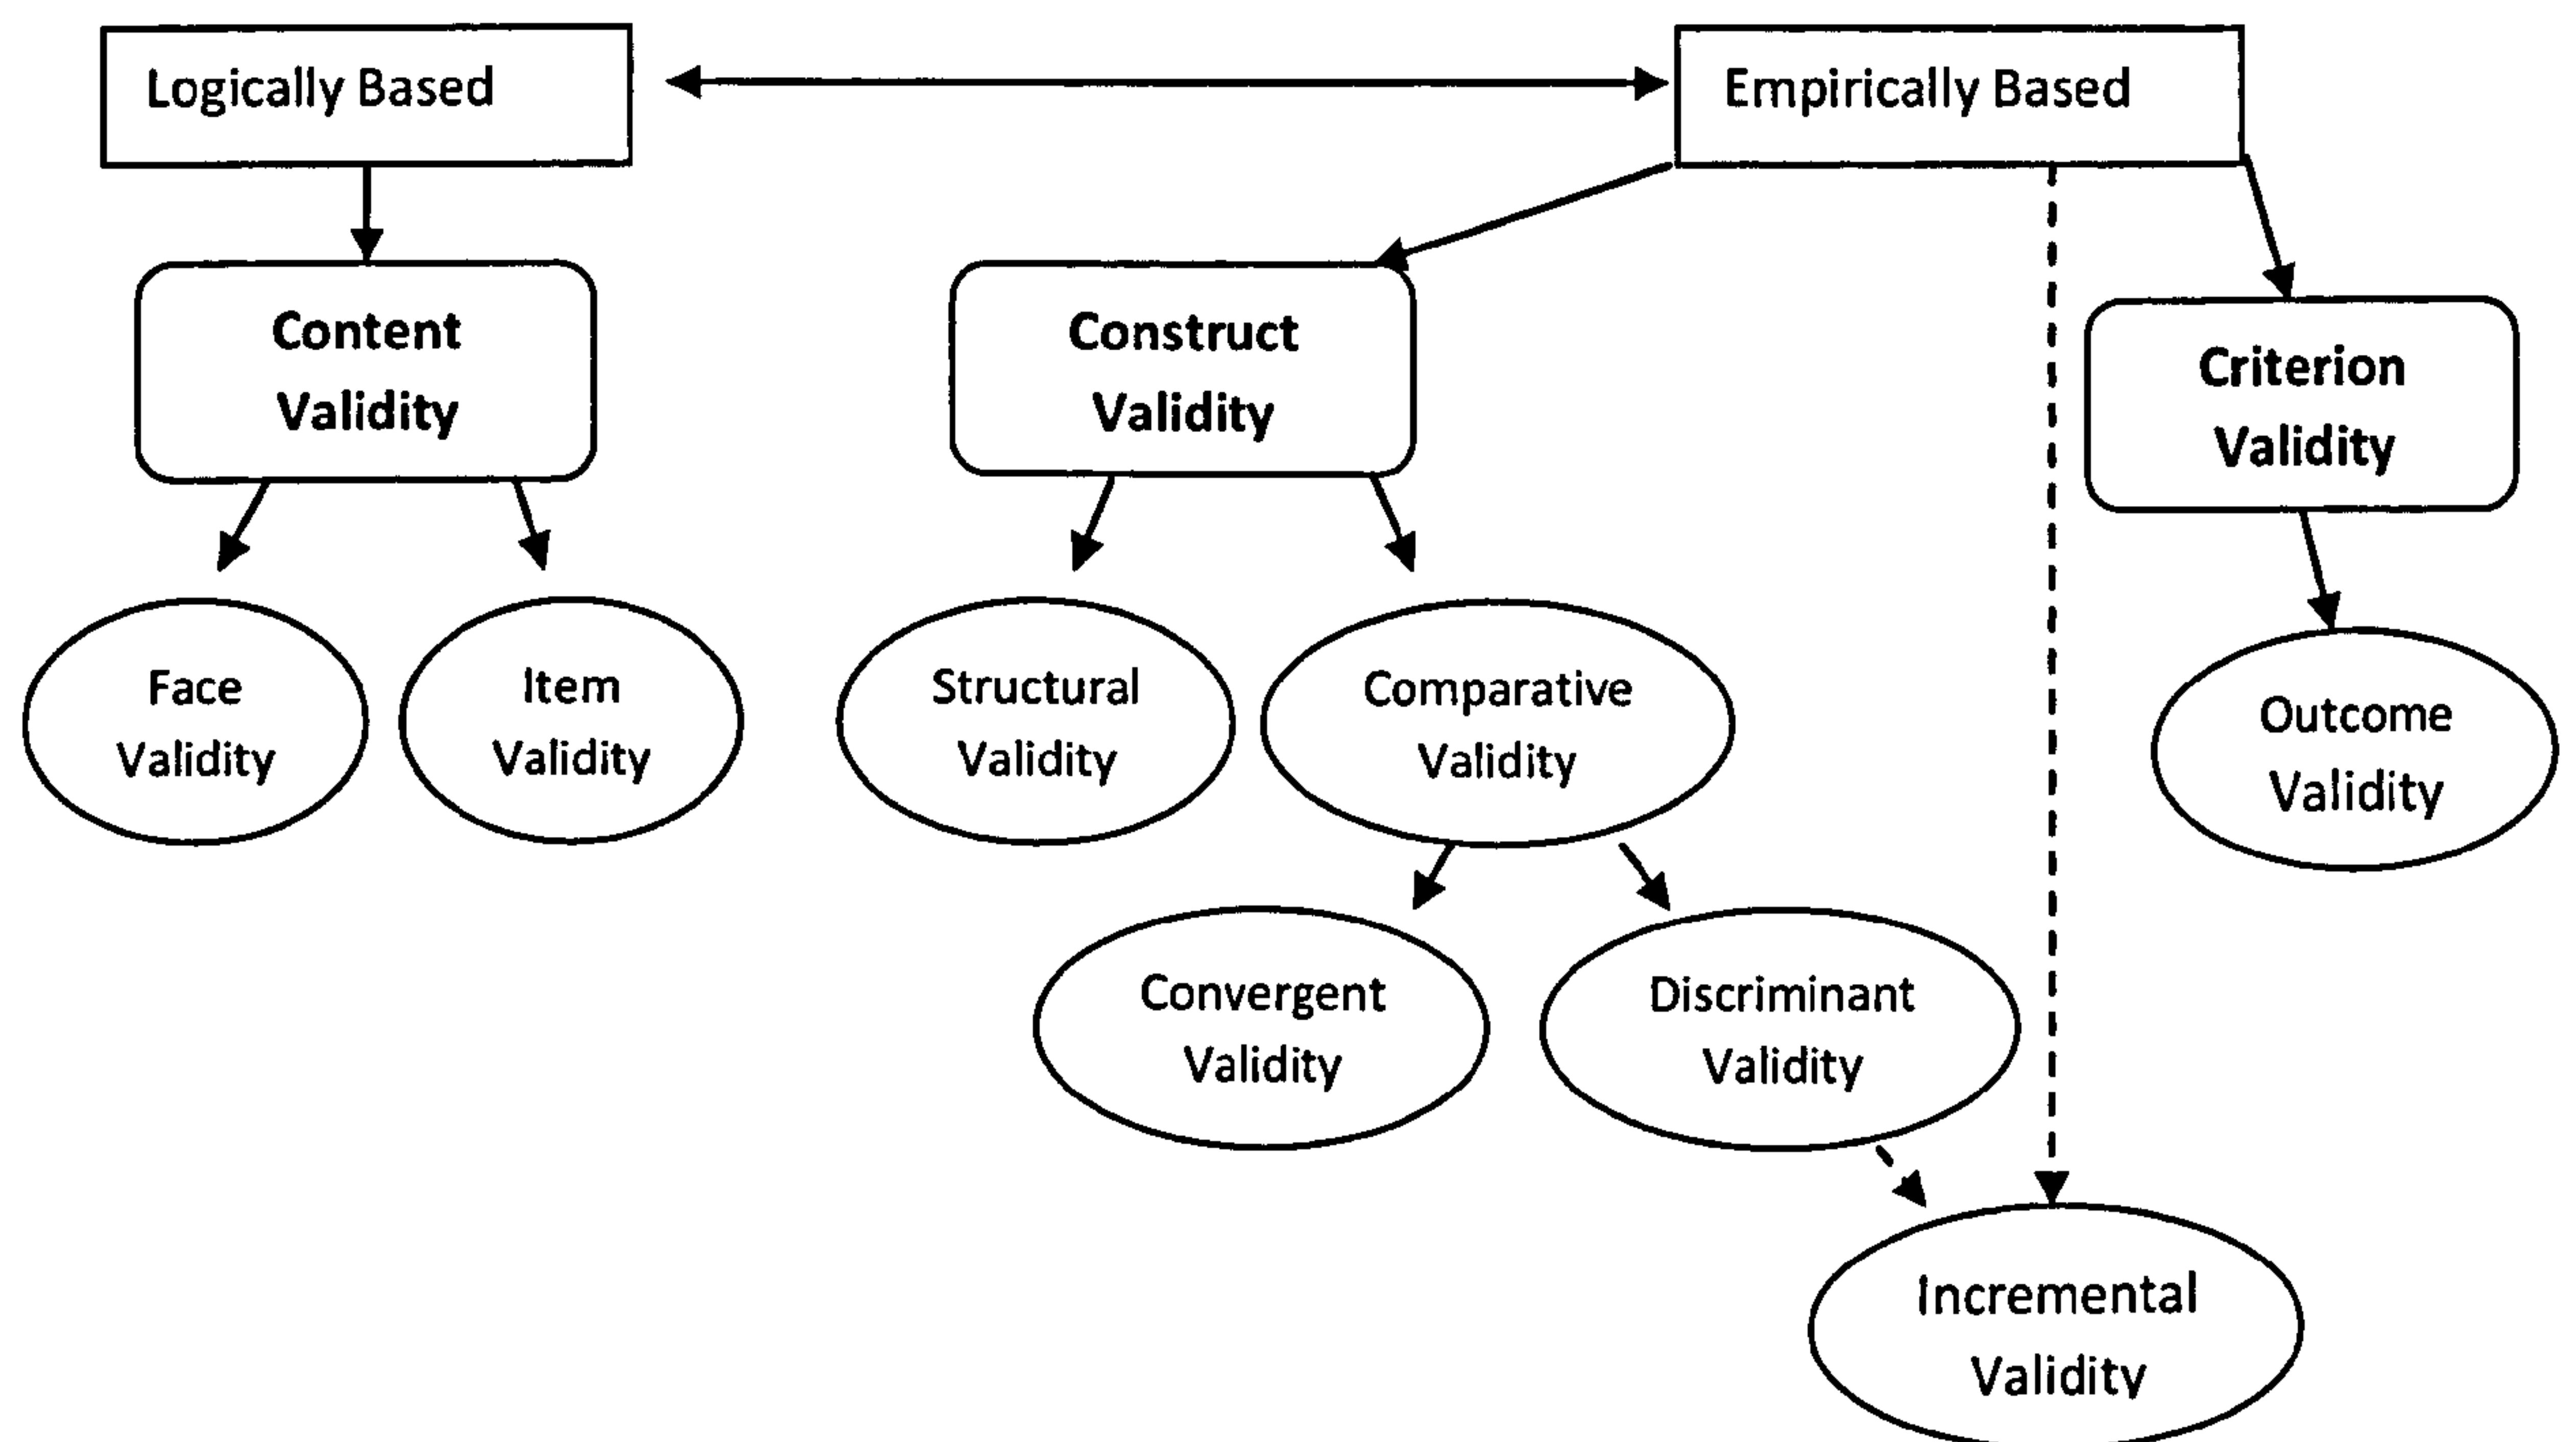 Logically Based
Empirically Based
Content
Validity
Construct
Validity
Criterion
Validity
Face
Validity
Item
Validity
Structural
Validity
Comparative
Validity
Outcome
Validity
Convergent
Validity
Discriminant
Validity
Incremental
Validity